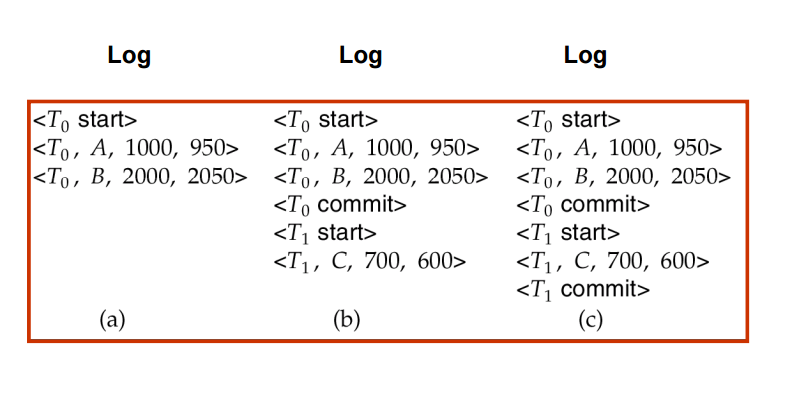 Log Log Log
<T0 start> <T0 start> <T0 start>
<T0, A, 1000, 950> <T0, A, 1000, 950> <T0, A, 1000, 950>
<T0, B, 2000, 2050> <T0, B, 2000, 2050> <T0, B, 2000, 2050>
<T0 commit> <T0 commit>
<T1 start> <T1 start>
<T1, C, 700, 600> <T1, C, 700, 600>
<T1 commit>
(a) (b) (c)